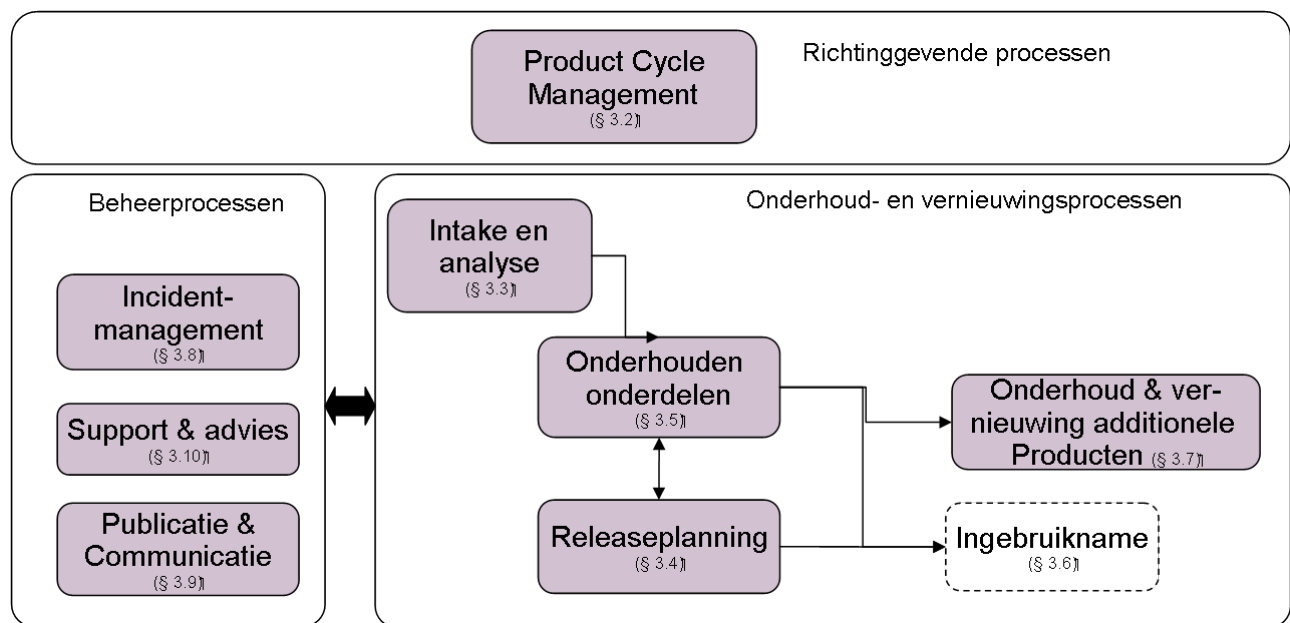 Product Cycle
Management
(§ 3.2)
Richtinggevende processen
Beheerprocessen
Incident-
management
(§ 3.8)
Support & advies
(§ 3.10)
Publicatie &
Communicatie
(§ 3.9)
Onderhoud- en vernieuwingsprocessen
Intake en
analyse
(§ 3.3)
Onderhouden
onderdelen
(§ 3.5)
Onderhoud & ver-
nieuwing additionele
Producten (§ 3.7)
Releaseplanning
(§ 3.4)
Ingebruikname
(§ 3.6)